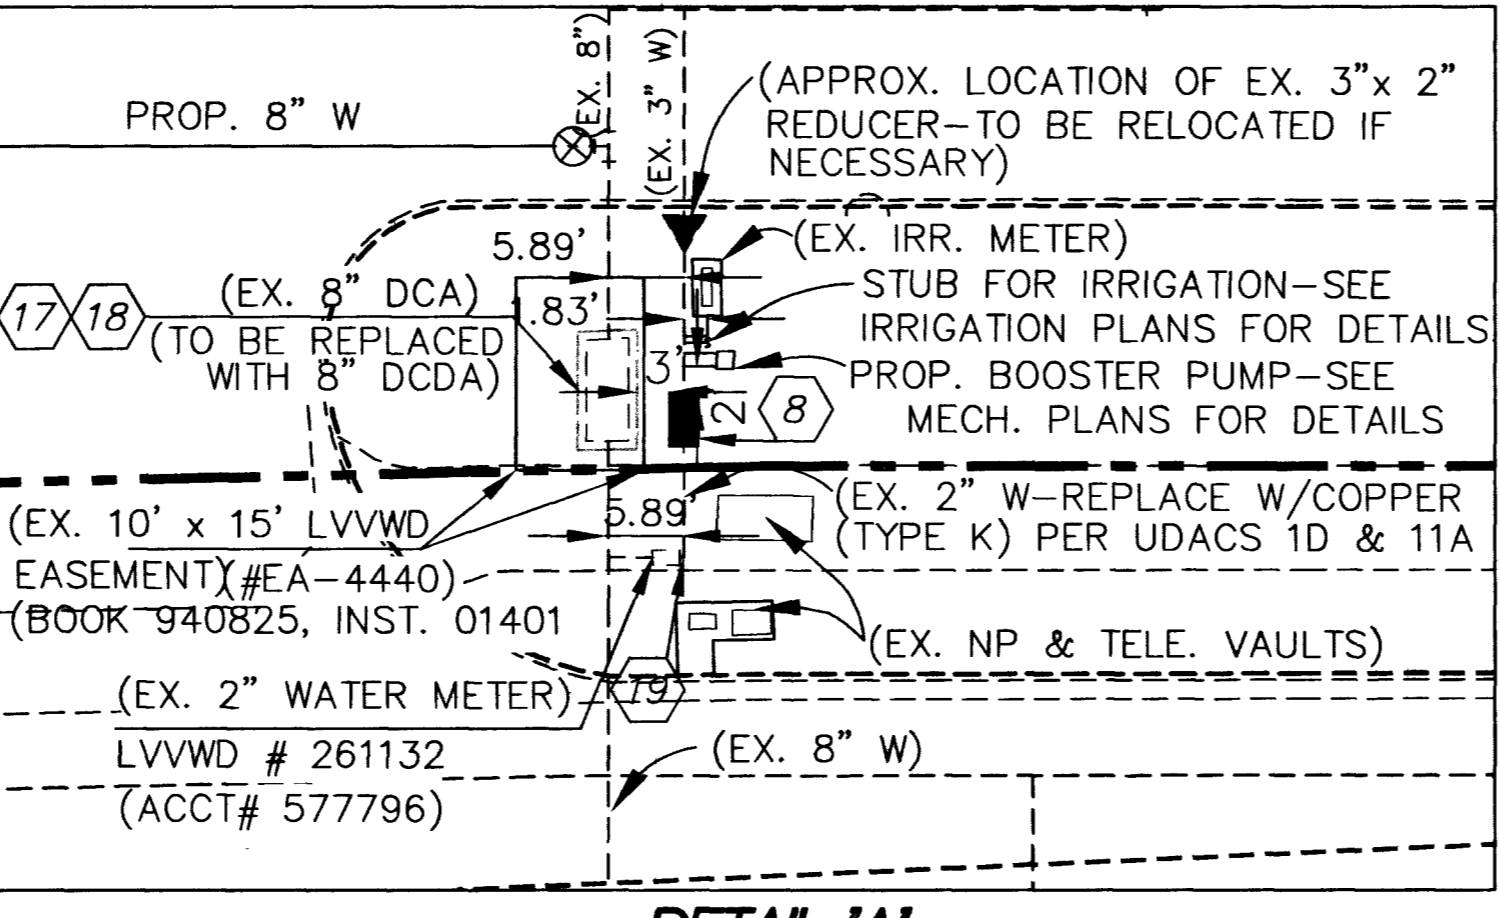 (EX. 8")
(EX. 3" W)
(APPROX. LOCATION OF EX. 3"x 2"
REDUCER-TO BE RELOCATED IF
NECESSARY)
PROP. 8" W
(EX. IRR. METER)
5.89'
STUB FOR IRRIGATION-SEE
IRRIGATION PLANS FOR DETAILS
17
18
(EX. 8" DCA)
(TO BE REPLACED
WITH 8" DCDA)
.83'
3'
PROP. BOOSTER PUMP-SEE
MECH. PLANS FOR DETAILS
2
8
(EX. 2" W-REPLACE W/COPPER
(TYPE K) PER UDACS 1D & 11A
(EX. 10' x 15' LVVWD
EASEMENT)(#EA-4440)
(BOOK 940825, INST. 01401
5.89'
(EX. NP & TELE. VAULTS)
19
(EX. 2" WATER METER)
LVVWD # 261132
(ACCT# 577796)
(EX. 8" W)
DETAIL 'A'